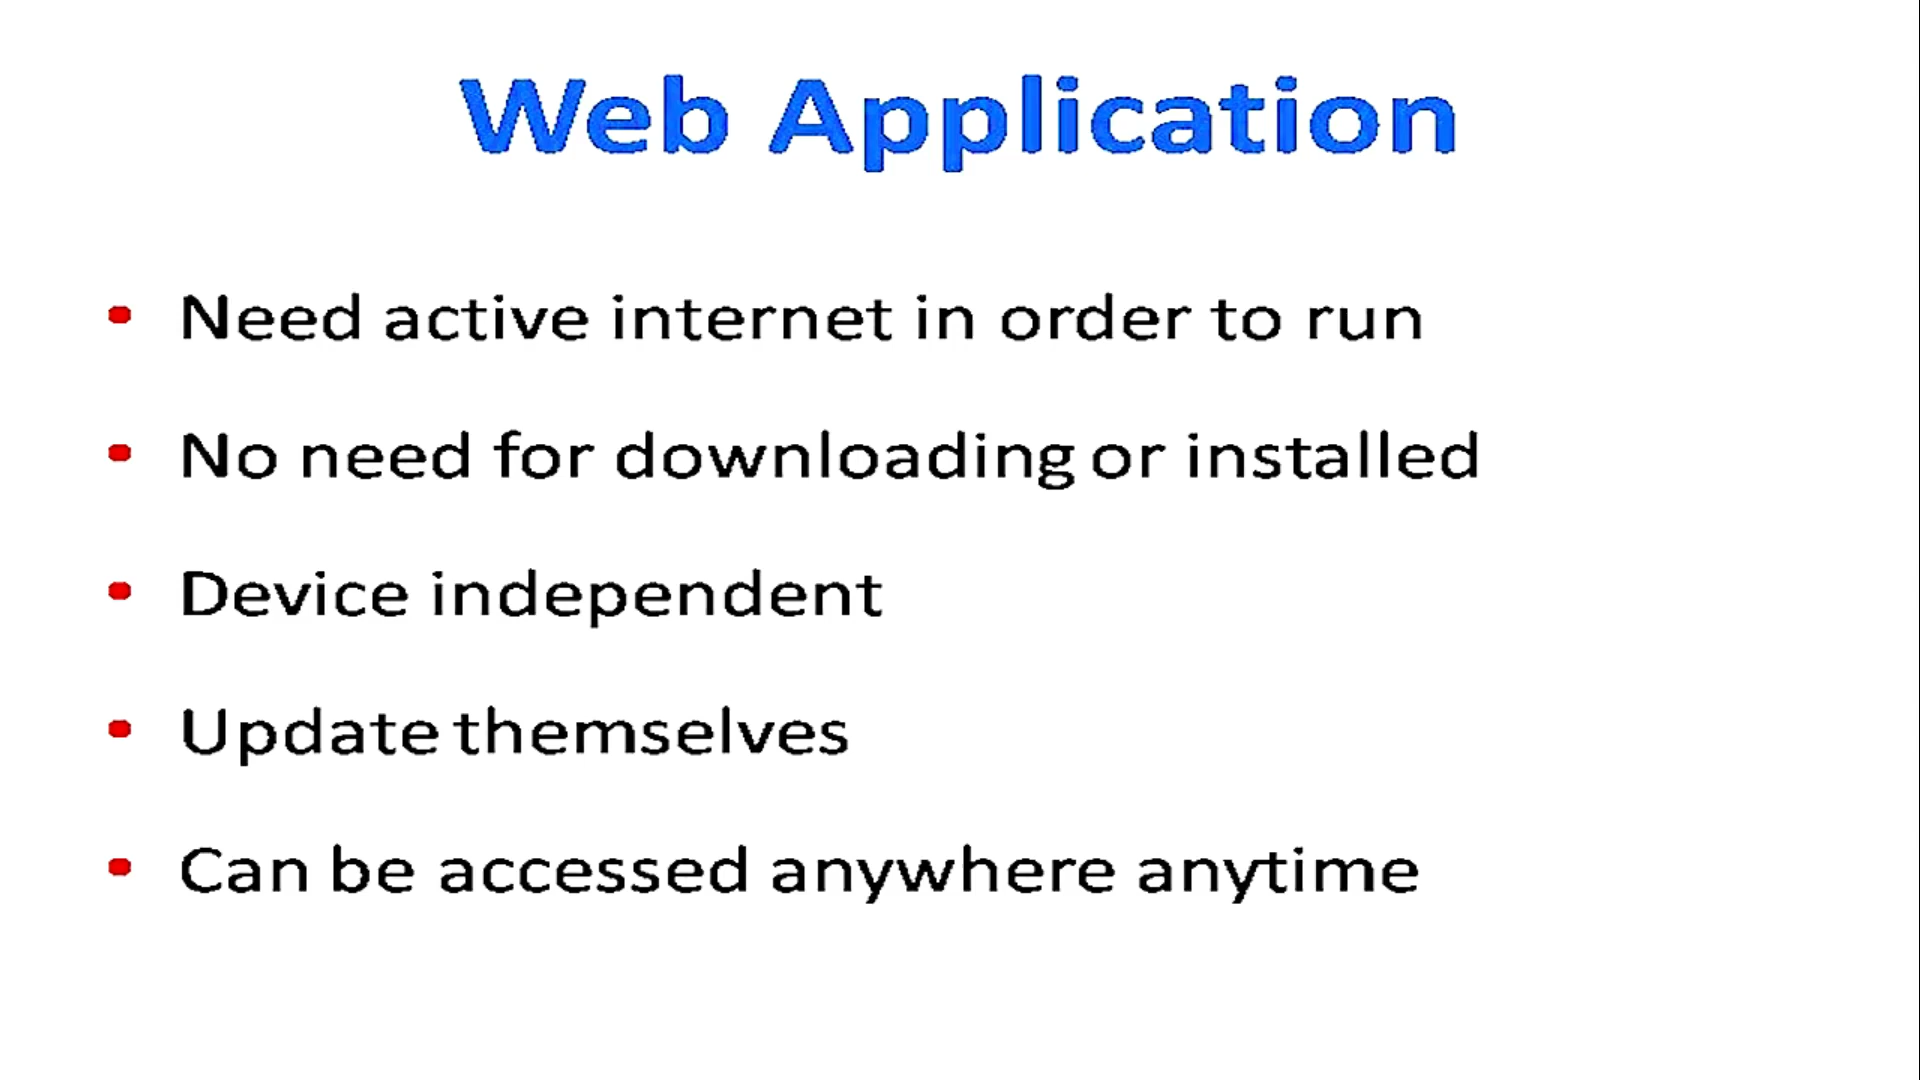 Web Application
• Need active internet in order to run
• No need for downloading or installed
• Device independent
• Update themselves
• Can be accessed anywhere anytime